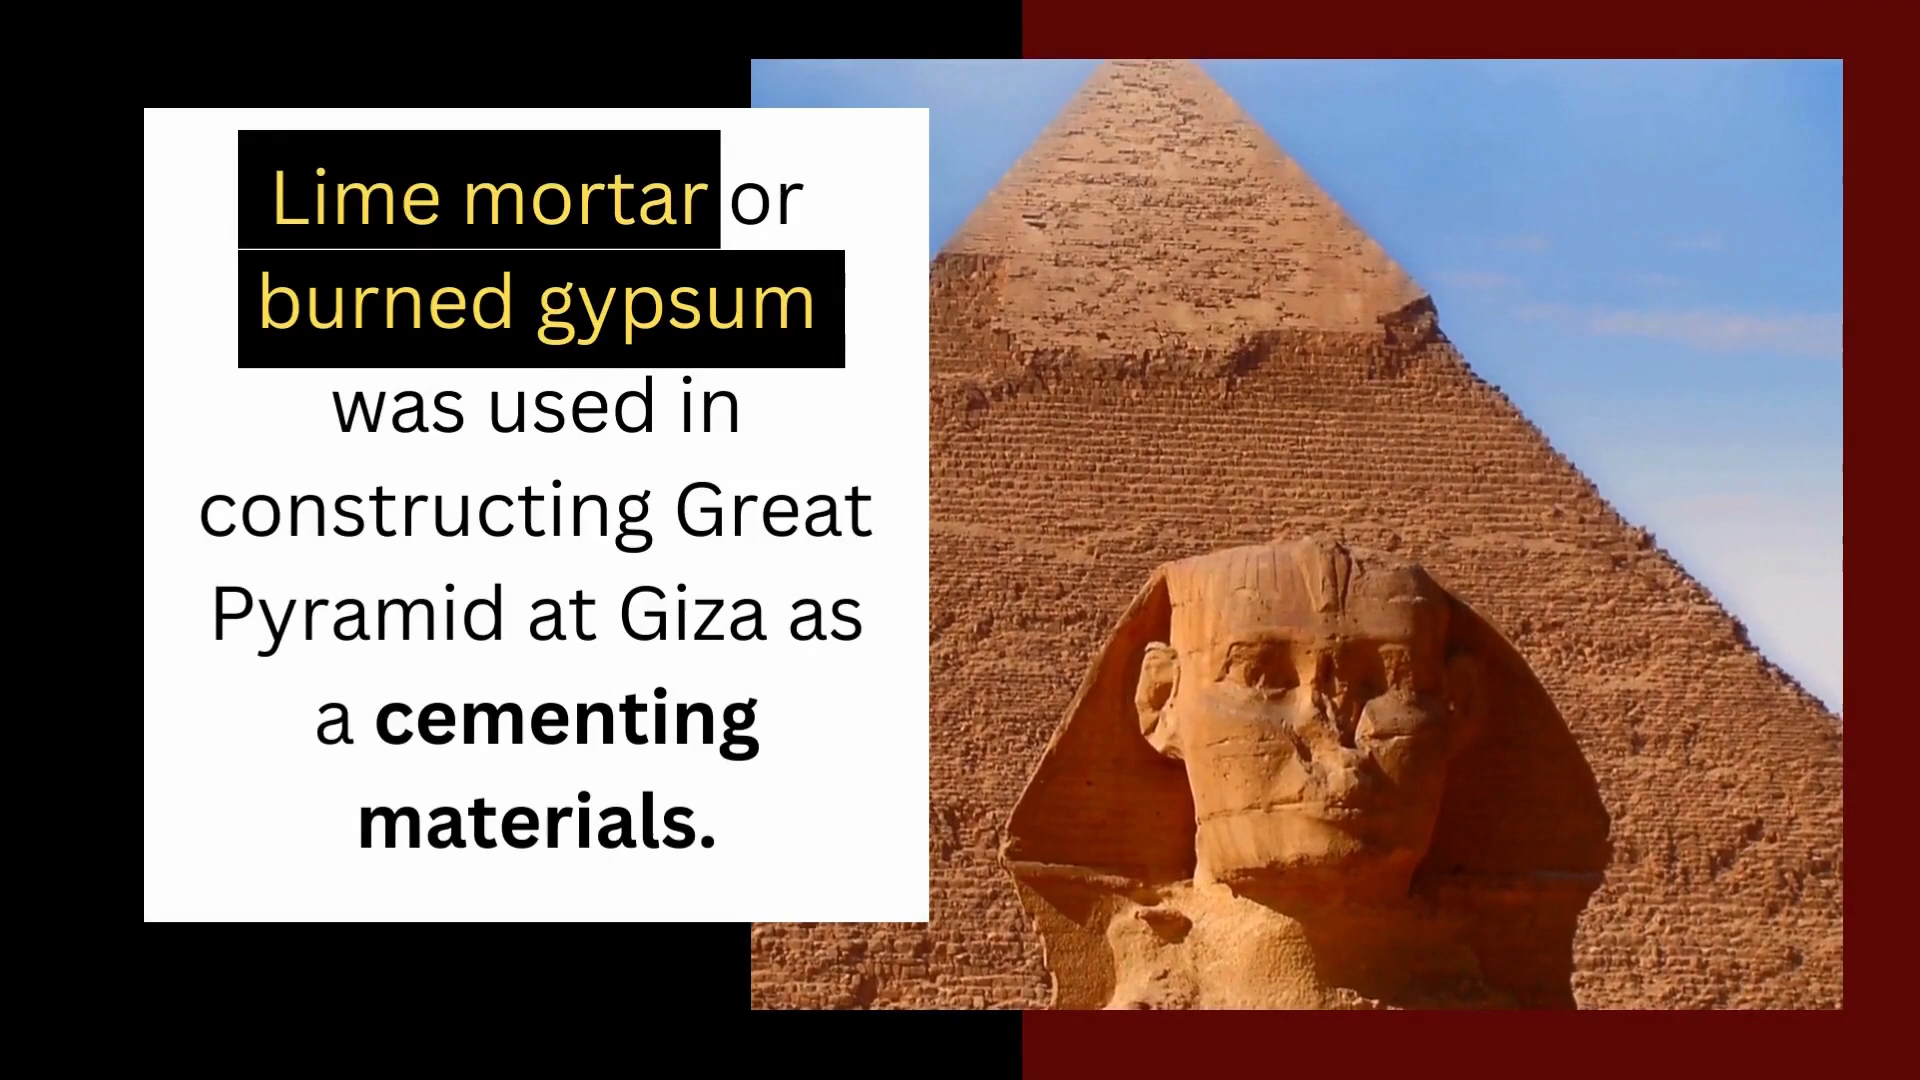 Lime mortar or
burned gypsum
was used in
constructing Great
Pyramid at Giza as
a cementing
materials.